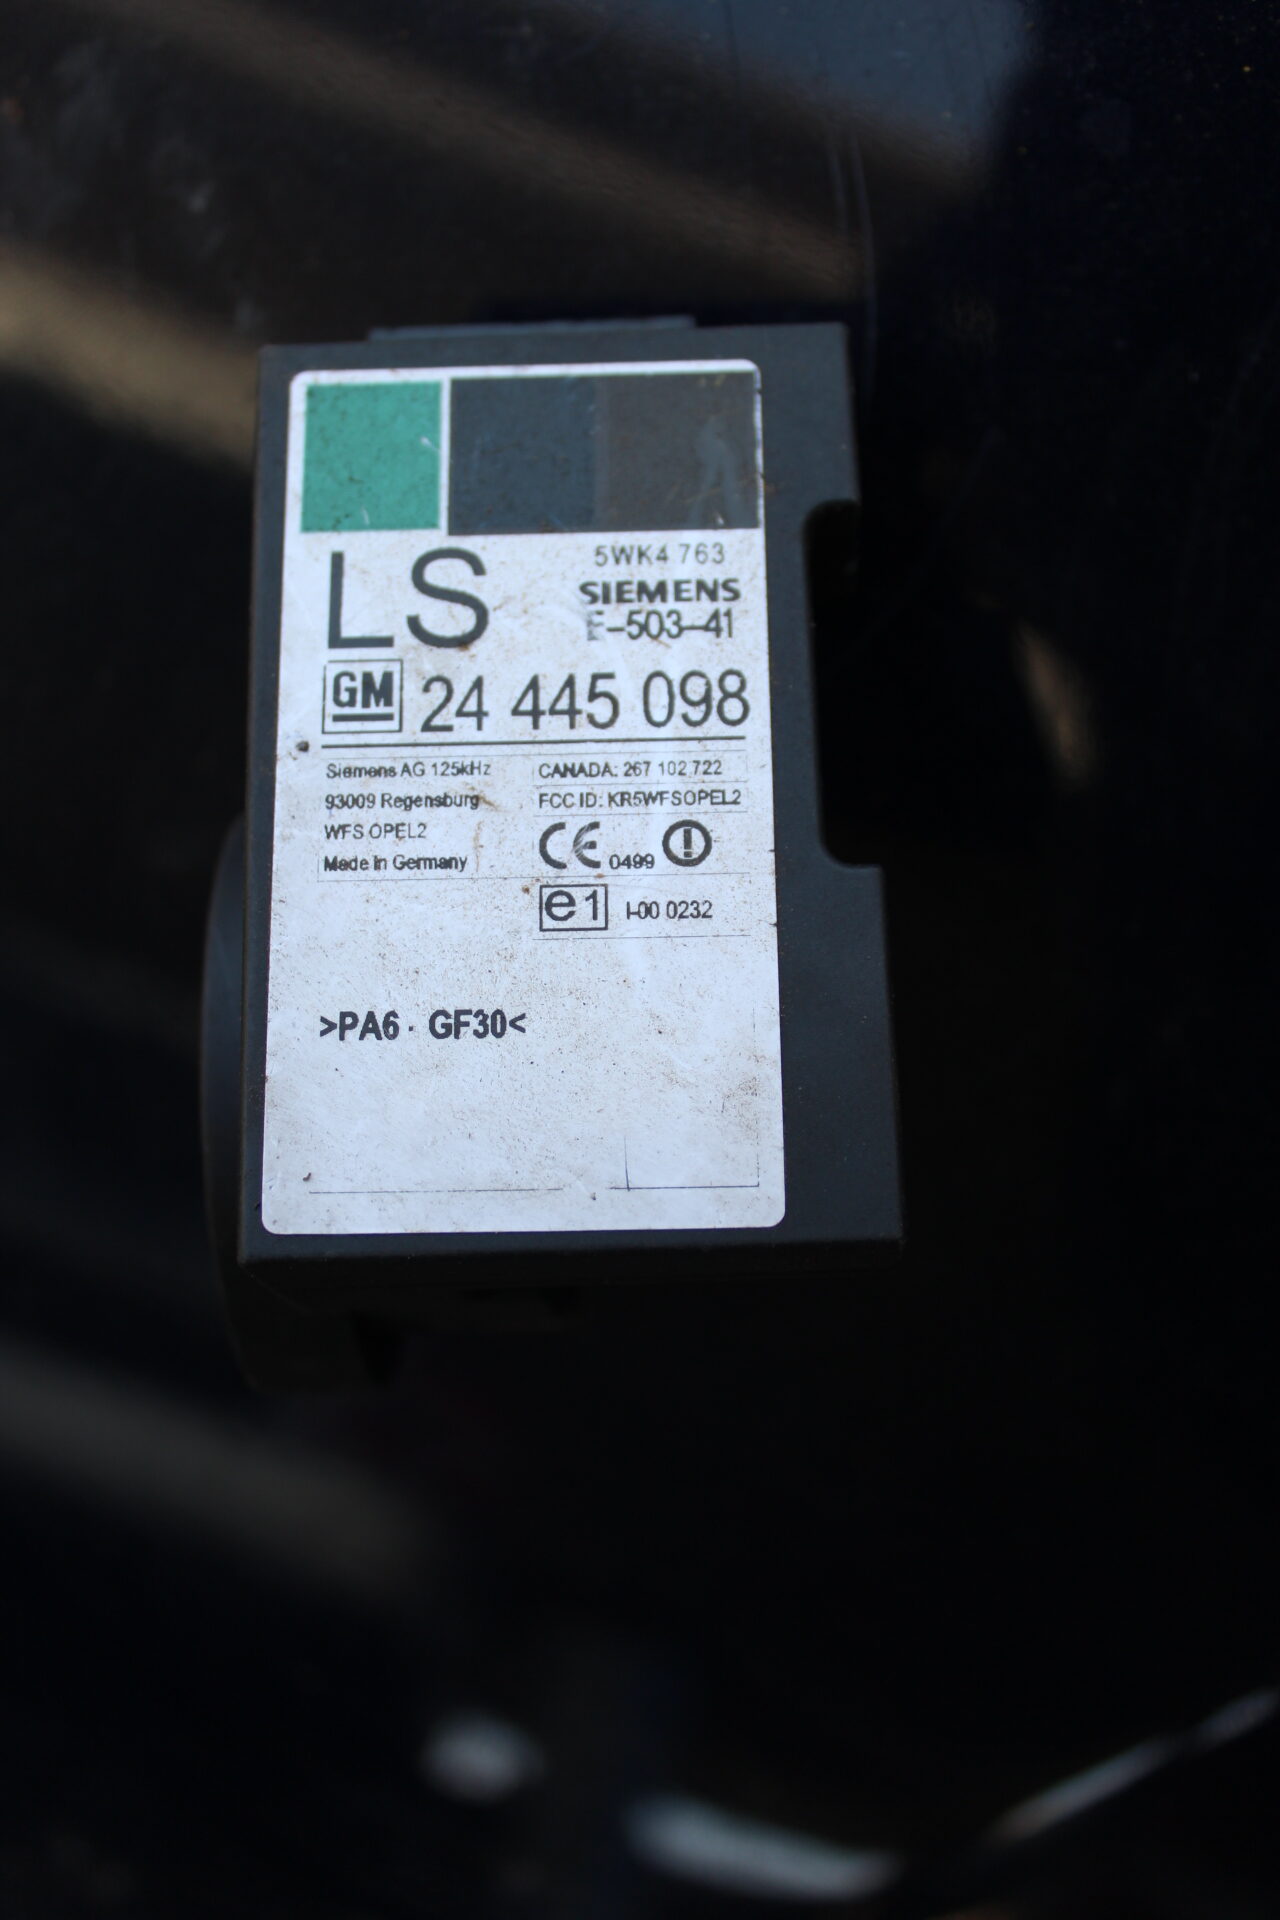 LS
5WK4 763
SIEMENS
-503-41
GM 24 445 098
Siemens AG 125kHz
93009 Regensburg
WFS OPEL2
Made in Germany
CANADA: 267 102 722
FCC ID: KR5WFSOPEL2
CE 0499
e1 I-00 0232
>PA6 · GF30<